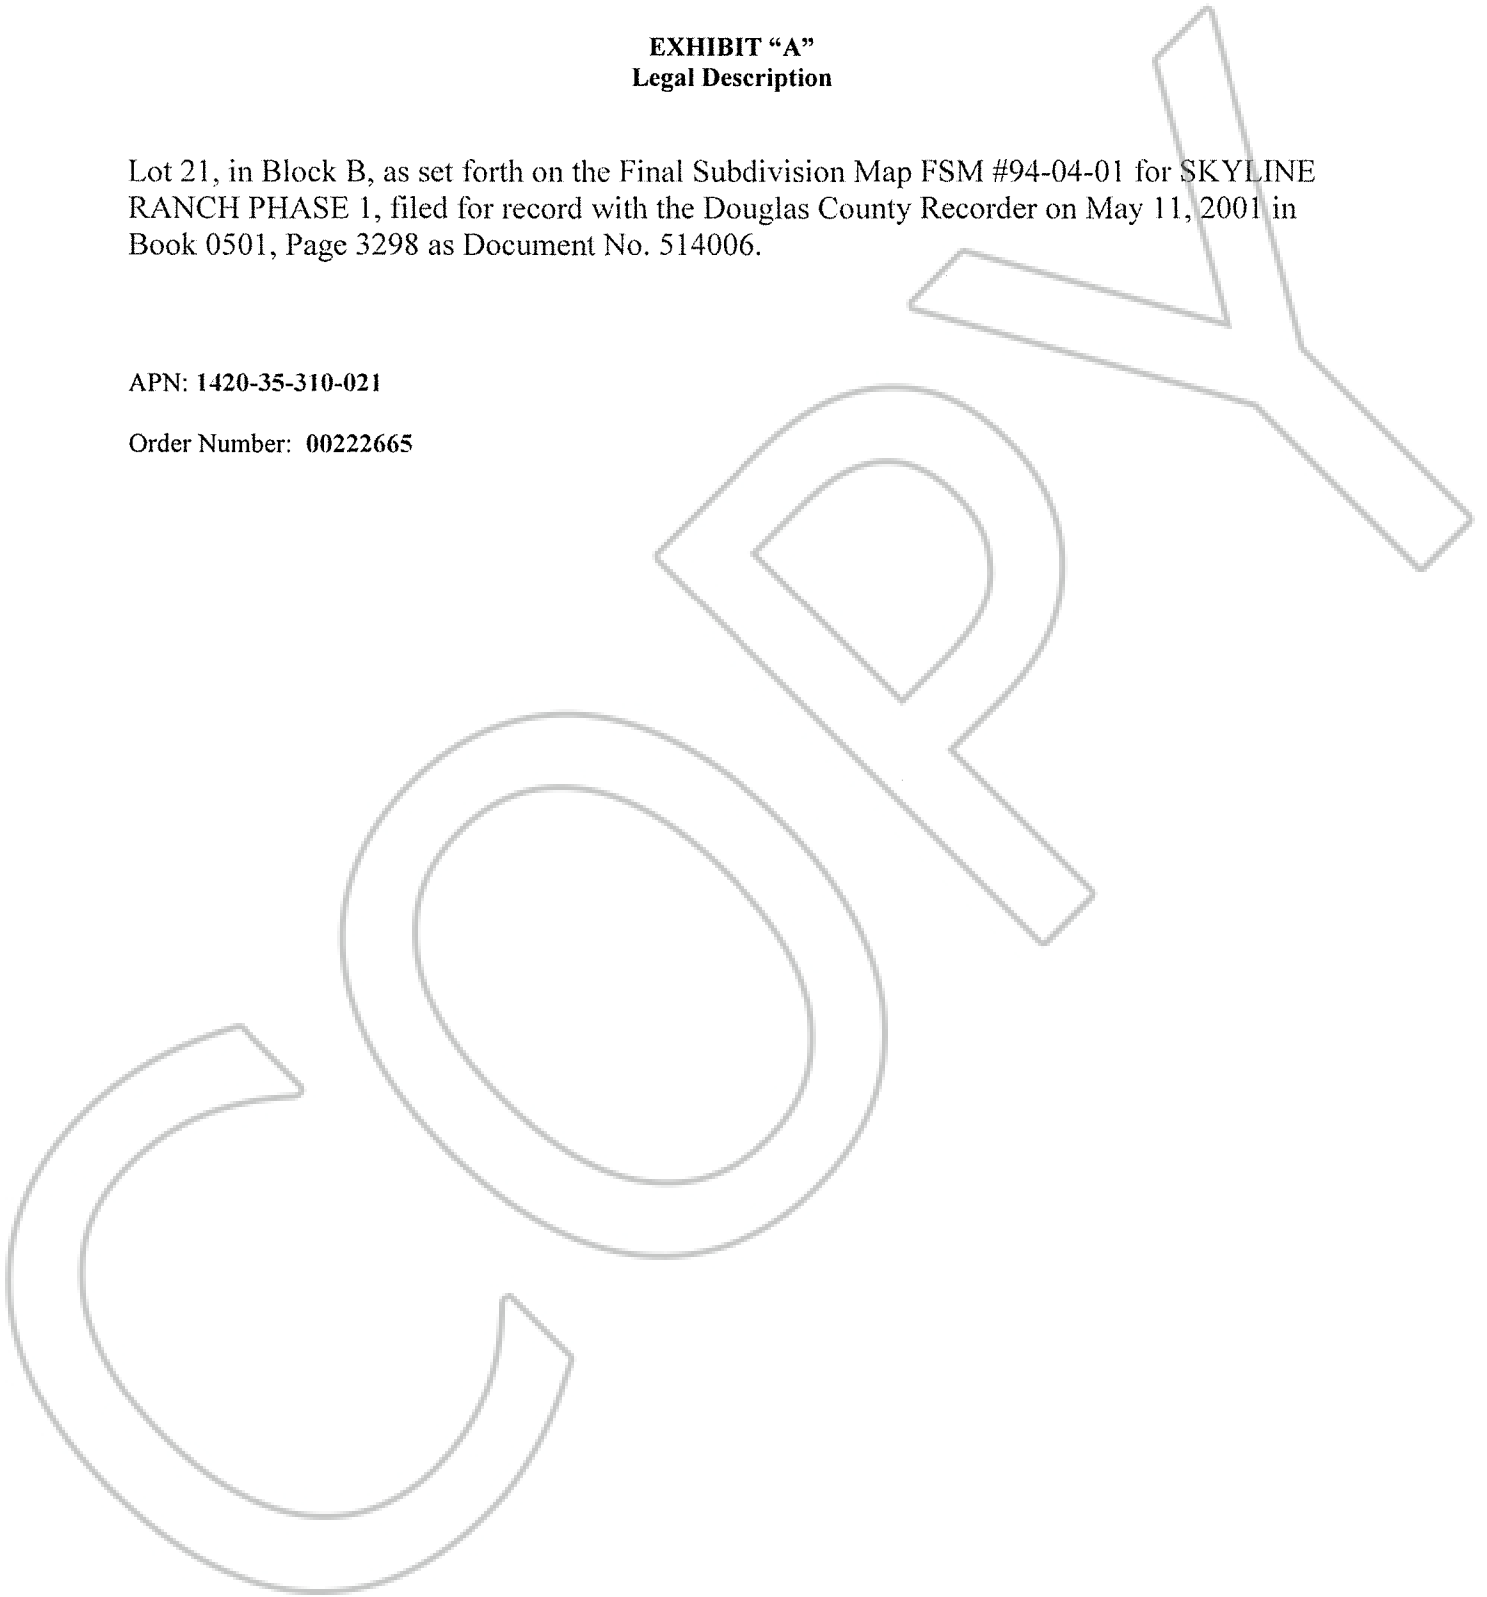 EXHIBIT “A”
Legal Description
Lot 21, in Block B, as set forth on the Final Subdivision Map FSM #94-04-01 for SKYLINE
RANCH PHASE 1, filed for record with the Douglas County Recorder on May 11, 2001 in
Book 0501, Page 3298 as Document No. 514006.
APN: 1420-35-310-021
Order Number: 00222665
COPY